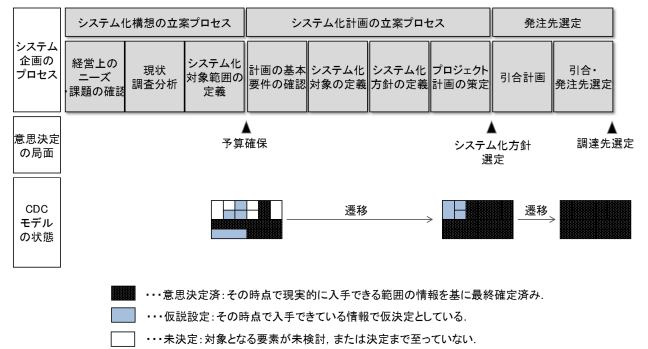 システム
企画の
プロセス
システム化構想の立案プロセス
システム化計画の立案プロセス
発注先選定
経営上の
ニーズ
・課題の確認
現状
調査分析
システム化
対象範囲の
定義
計画の基本
要件の確認
システム化
対象の定義
システム化
方針の定義
プロジェクト
計画の策定
引合計画
引合・
発注先選定
意思決定
の局面
予算確保
システム化方針
選定
調達先選定
CDC
モデル
の状態
遷移
遷移
・・・意思決定済:その時点で現実的に入手できる範囲の情報を基に最終確定済み.
・・・仮説設定:その時点で入手できている情報で仮決定としている.
・・・未決定:対象となる要素が未検討, または決定まで至っていない.